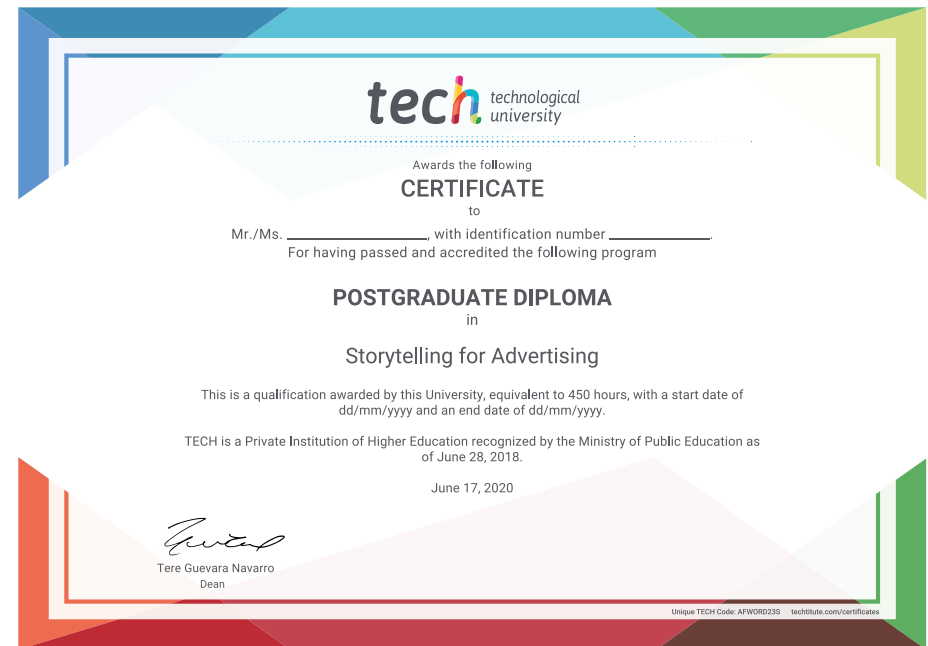 tech technological
university
Awards the following
CERTIFICATE
to
Mr./Ms. ____________________, with identification number ______________.
For having passed and accredited the following program
POSTGRADUATE DIPLOMA
in
Storytelling for Advertising
This is a qualification awarded by this University, equivalent to 450 hours, with a start date of
dd/mm/yyyy and an end date of dd/mm/yyyy.
TECH is a Private Institution of Higher Education recognized by the Ministry of Public Education as
of June 28, 2018.
June 17, 2020
Tere Guevara Navarro
Dean
Unique TECH Code: AFWORD23S techtitute.com/certificates